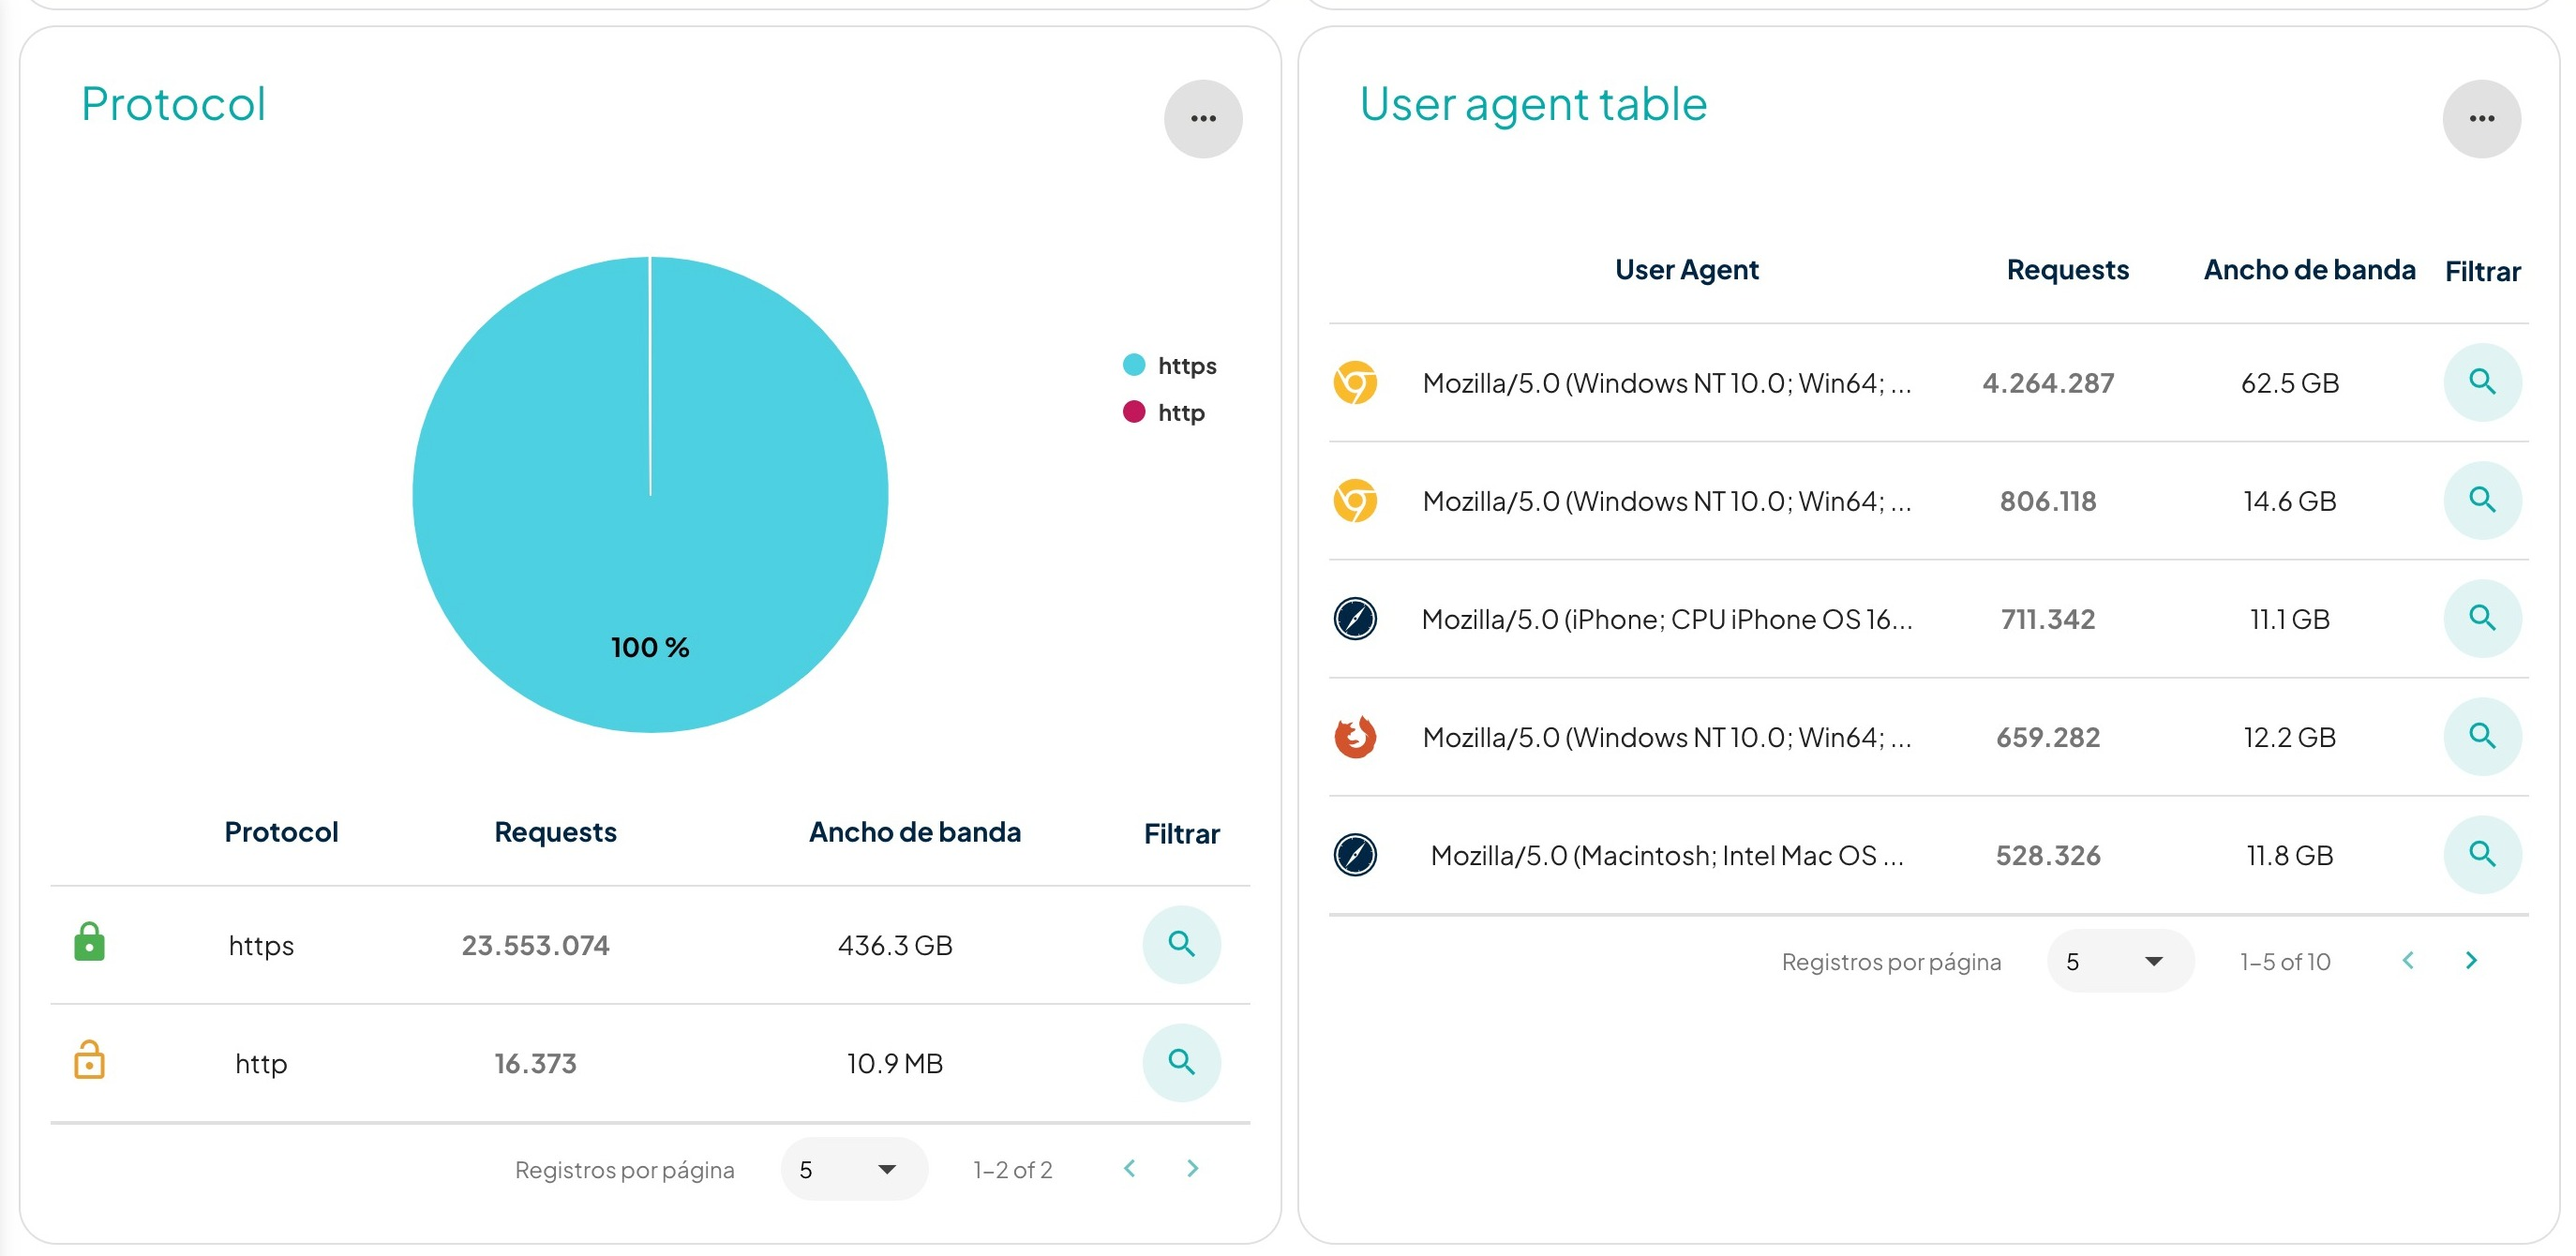 Protocol
100 %
https
http
Protocol Requests Ancho de banda Filtrar
https 23.553.074 436.3 GB
http 16.373 10.9 MB
Registros por página 5 1-2 of 2
User agent table
User Agent Requests Ancho de banda Filtrar
Mozilla/5.0 (Windows NT 10.0; Win64; ... 4.264.287 62.5 GB
Mozilla/5.0 (Windows NT 10.0; Win64; ... 806.118 14.6 GB
Mozilla/5.0 (iPhone; CPU iPhone OS 16... 711.342 11.1 GB
Mozilla/5.0 (Windows NT 10.0; Win64; ... 659.282 12.2 GB
Mozilla/5.0 (Macintosh; Intel Mac OS ... 528.326 11.8 GB
Registros por página 5 1-5 of 10